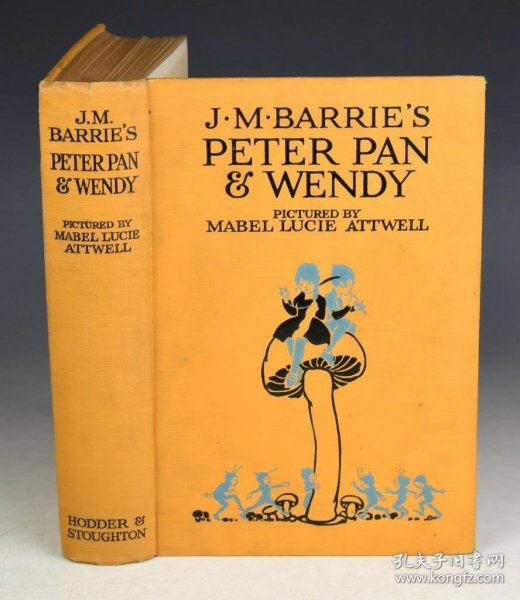 J.M.
BARRIE'S
PETER PAN
& WENDY
PICTURED BY
MABEL LUCIE
ATTWELL
HODDER &
STOUGHTON
J·M·BARRIE'S
PETER PAN
& WENDY
PICTURED BY
MABEL LUCIE ATTWELL
孔夫子旧书网
www.kongfz.com